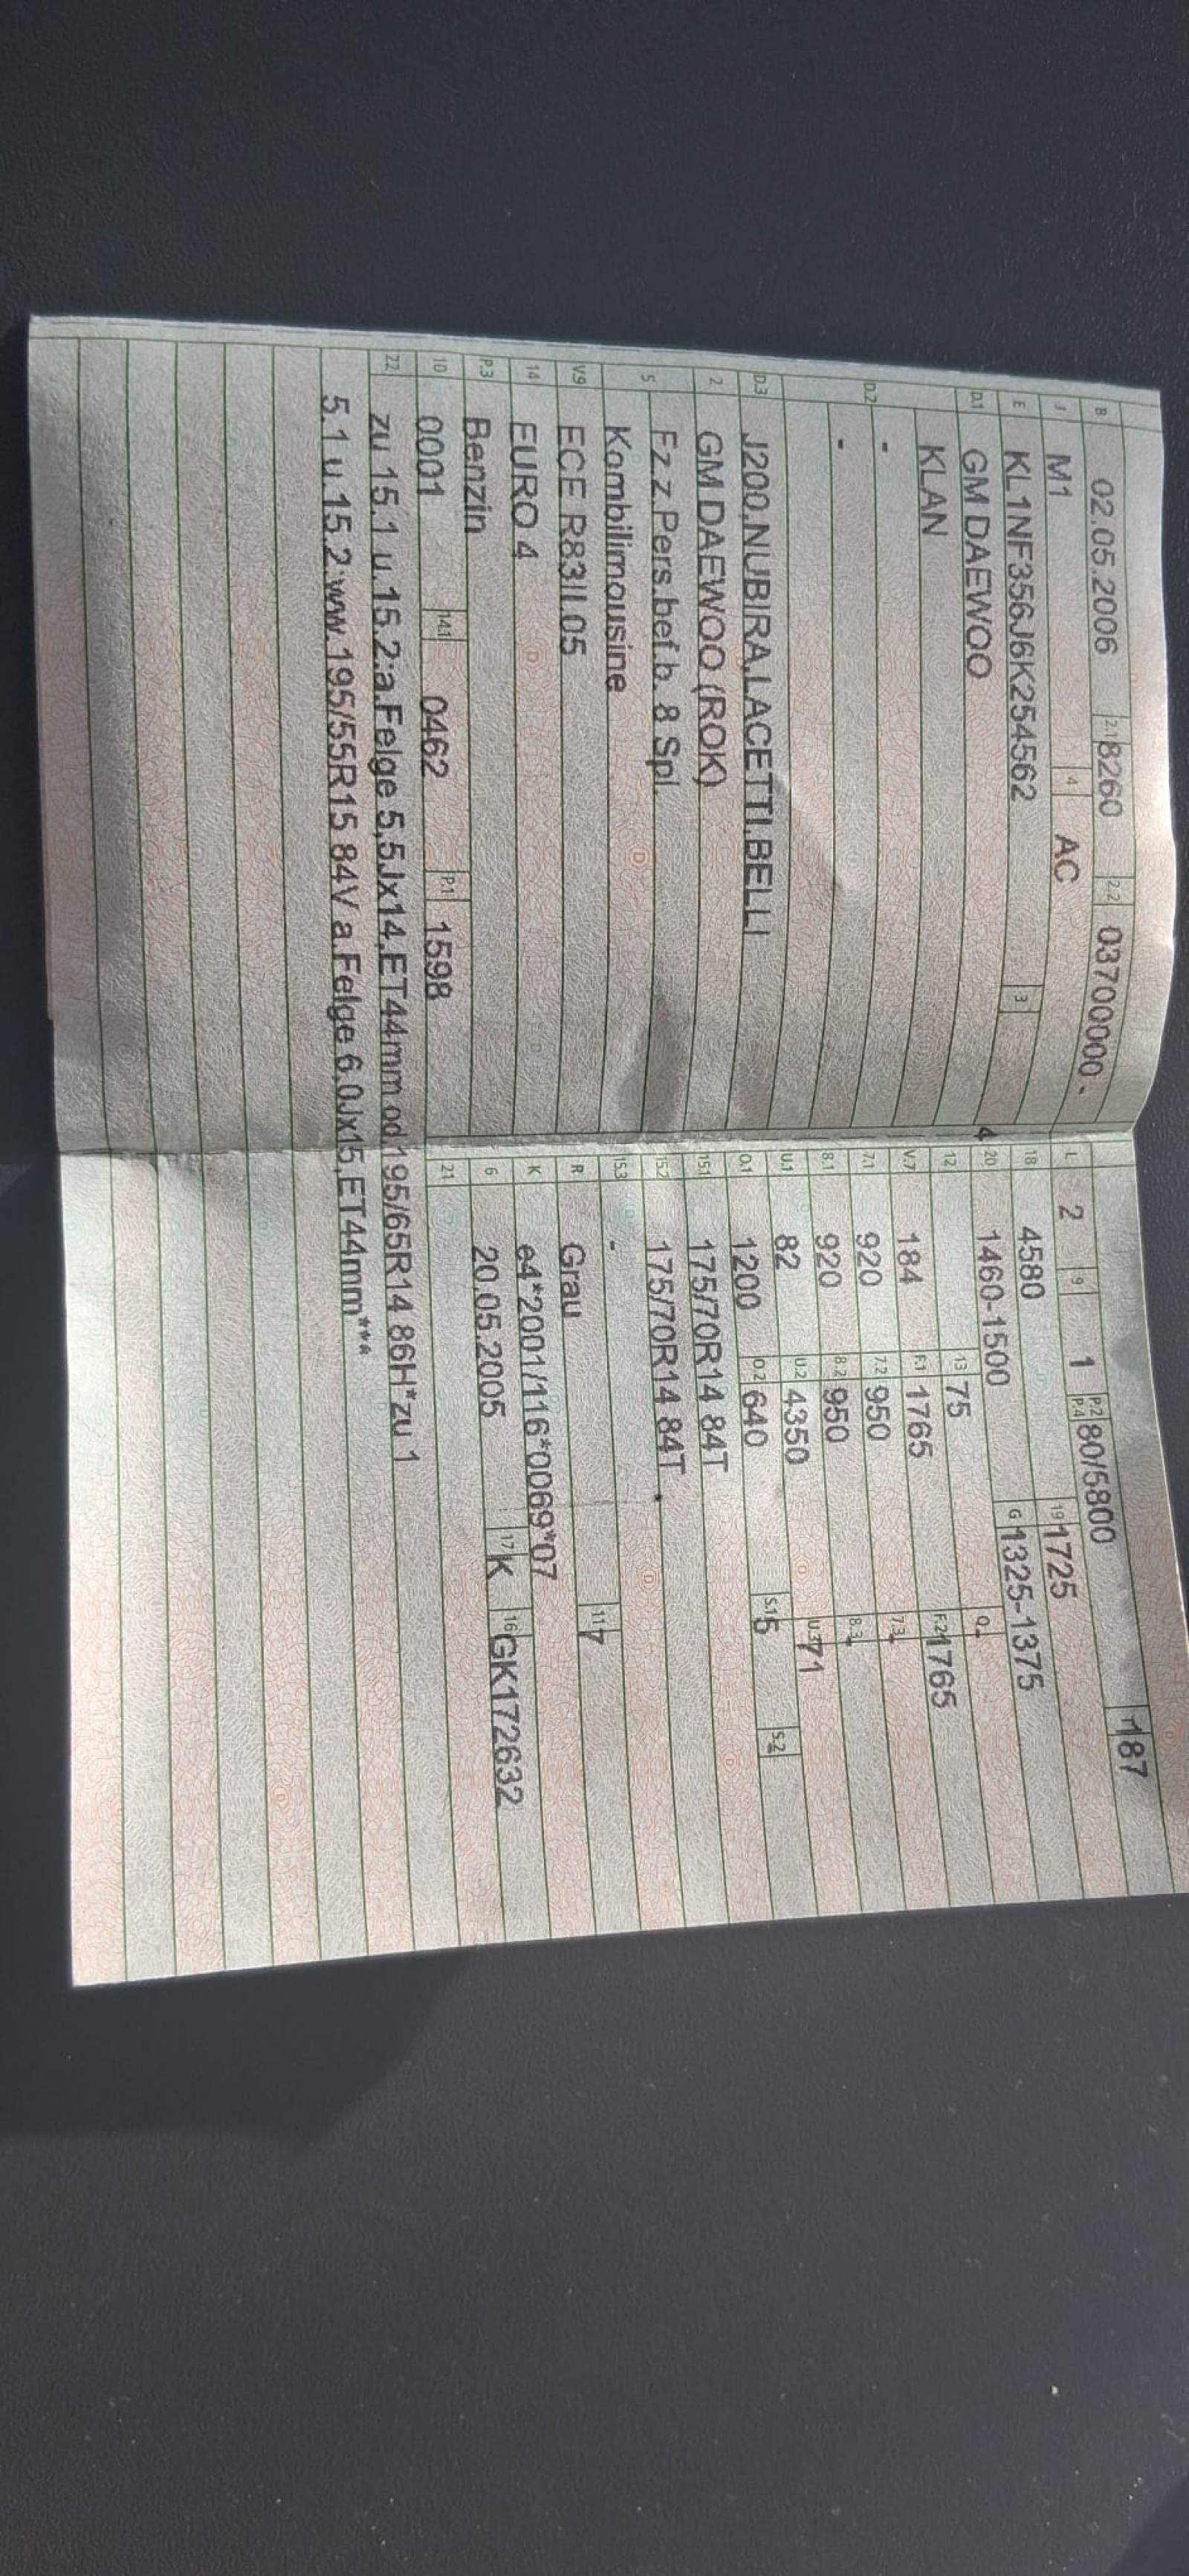 B 02.05.2006 2.1 8260 2.2 03700000 -
J M1 4 AC
E KL1NF356J6K254562 3 4
D.1 GM DAEWOO
KLAN
D.2 -
-
D.3 J200,NUBIRA,LACETTI,BELLI
2 GM DAEWOO (ROK)
5 Fz.z.Pers.bef.b. 8 Spl.
Kombilimousine
V.9 ECE R83II.05
14 EURO 4
P.3 Benzin
10 0001 14.1 0462 P.1 1598
22 zu 15.1 u.15.2:a.Felge 5,5Jx14,ET44mm od.195/65R14 86H*zu 1
5.1 u.15.2:ww.195/55R15 84V a.Felge 6,0Jx15,ET44mm***
T 187
L 2 9 1 P.2 P.4 80/5800
18 4580 19 1725
20 1460-1500 G 1325-1375
12 13 75 Q -
V.7 184 F.1 1765 F.2 1765
7.1 920 7.2 950 7.3 -
8.1 920 8.2 950 8.3 -
U.1 82 U.2 4350 U.3 71
O.1 1200 O.2 640 S.1 5 S.2
15.1 175/70R14 84T
15.2 175/70R14 84T
15.3 -
R Grau 11 7
K e4*2001/116*0069*07
6 20.05.2005 17 K 16 GK172632
21